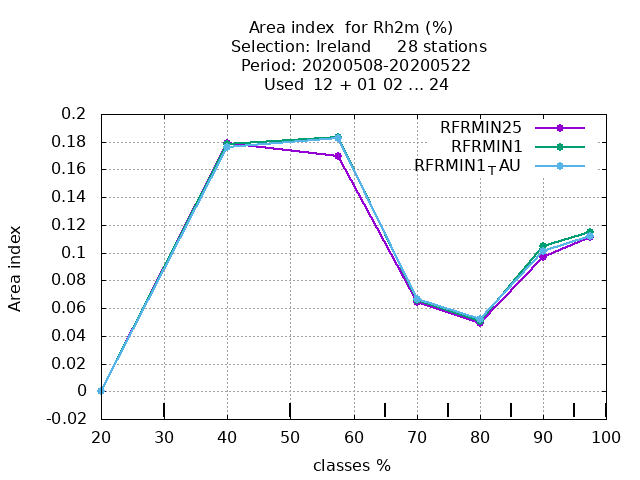 Area index  for Rh2m (%)
Selection: Ireland     28 stations
Period: 20200508-20200522
Used  12 + 01 02 ... 24
RFRMIN25
RFRMIN1
RFRMIN1TAU
0.2
0.18
0.16
0.14
0.12
0.1
0.08
0.06
0.04
0.02
0
-0.02
Area index
20 30 40 50 60 70 80 90 100
classes %